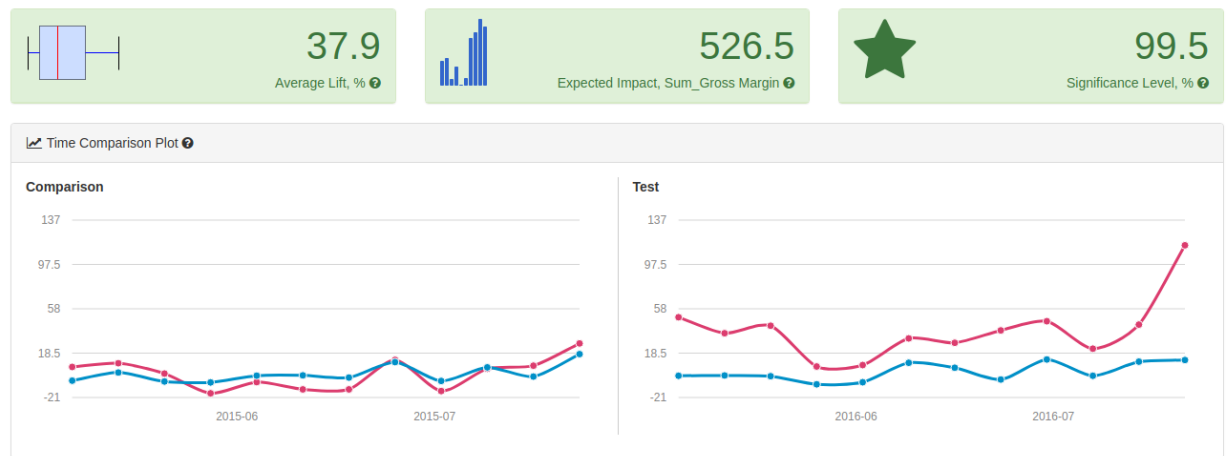 37.9
Average Lift, %
526.5
Expected Impact, Sum_Gross Margin
99.5
Significance Level, %
Time Comparison Plot
Comparison
137
97.5
58
18.5
-21
2015-06 2015-07
Test
137
97.5
58
18.5
-21
2016-06 2016-07